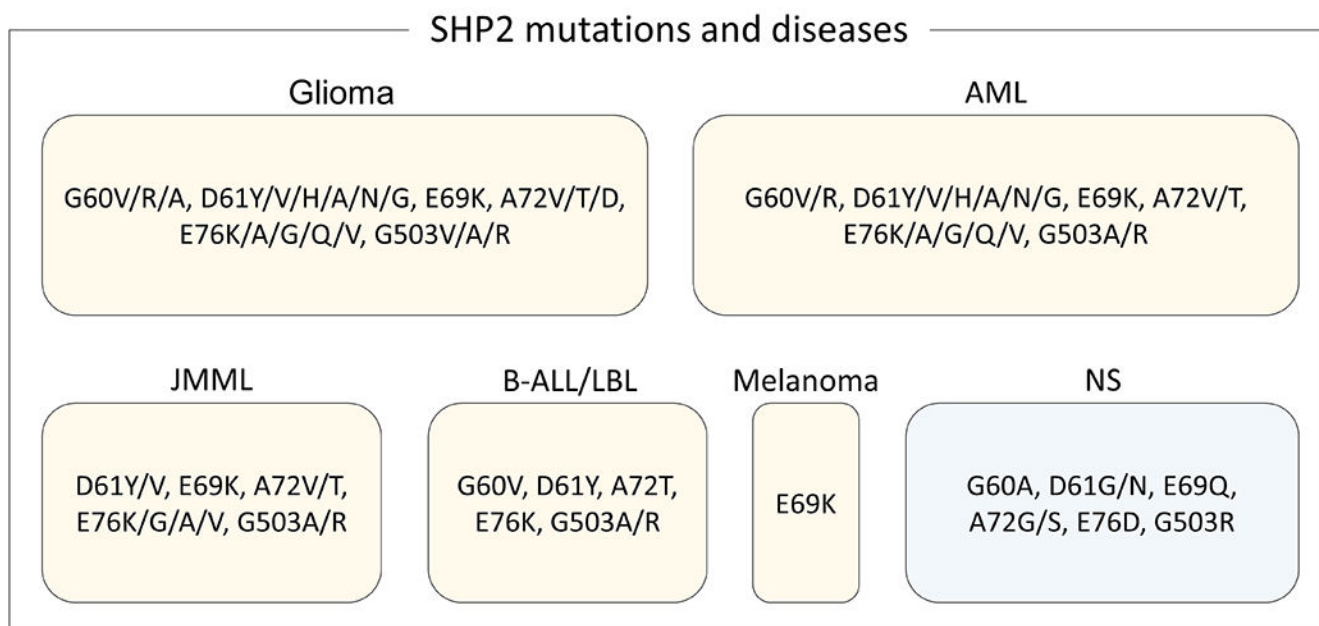 SHP2 mutations and diseases
Glioma
G60V/R/A, D61Y/V/H/A/N/G, E69K, A72V/T/D,
E76K/A/G/Q/V, G503V/A/R
AML
G60V/R, D61Y/V/H/A/N/G, E69K, A72V/T,
E76K/A/G/Q/V, G503A/R
JMML
D61Y/V, E69K, A72V/T,
E76K/G/A/V, G503A/R
B-ALL/LBL
G60V, D61Y, A72T,
E76K, G503A/R
Melanoma
E69K
NS
G60A, D61G/N, E69Q,
A72G/S, E76D, G503R